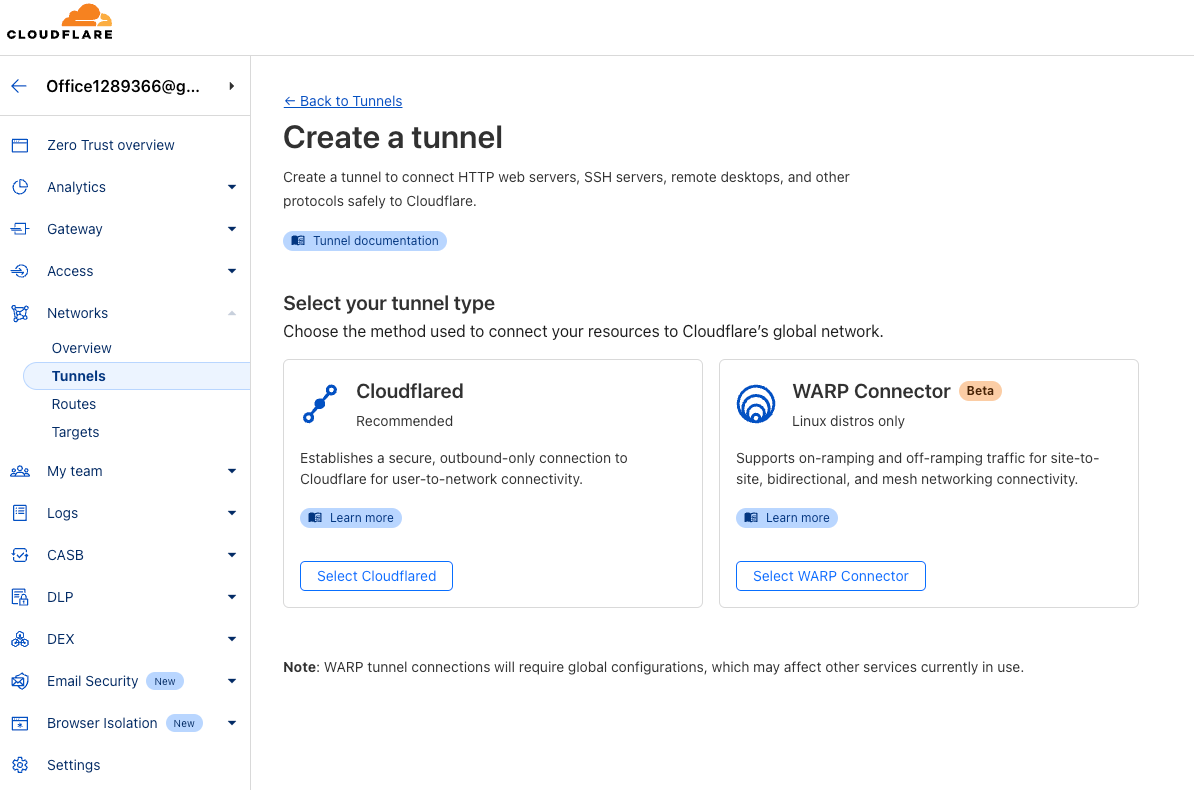 CLOUDFLARE
Office1289366@g...
Zero Trust overview
Analytics
Gateway
Access
Networks
Overview
Tunnels
Routes
Targets
My team
Logs
CASB
DLP
DEX
Email Security New
Browser Isolation New
Settings
← Back to Tunnels
Create a tunnel
Create a tunnel to connect HTTP web servers, SSH servers, remote desktops, and other
protocols safely to Cloudflare.
Tunnel documentation
Select your tunnel type
Choose the method used to connect your resources to Cloudflare’s global network.
Cloudflared
Recommended
Establishes a secure, outbound-only connection to
Cloudflare for user-to-network connectivity.
Learn more
Select Cloudflared
WARP Connector Beta
Linux distros only
Supports on-ramping and off-ramping traffic for site-to-
site, bidirectional, and mesh networking connectivity.
Learn more
Select WARP Connector
Note: WARP tunnel connections will require global configurations, which may affect other services currently in use.